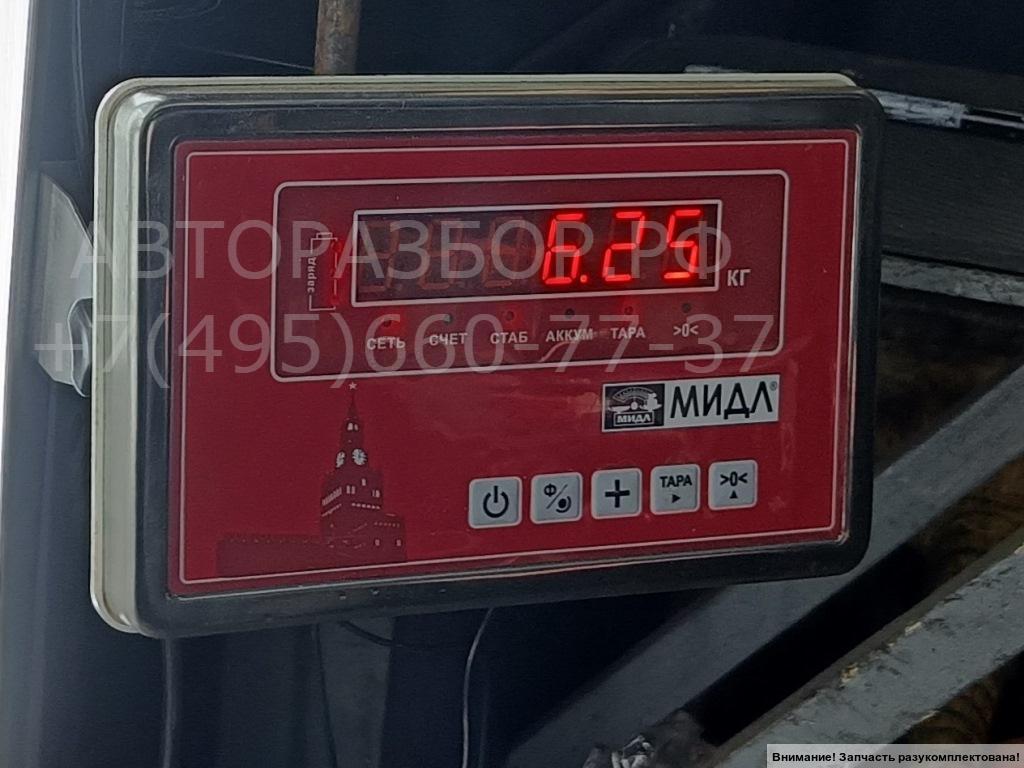 АВТОРАЗБОР.РФ
6.25
заряд
КГ
+7(495)660-77-37
СЕТЬ СЧЕТ СТАБ АККУМ ТАРА >0<
МИДЛ МИДЛ®
Ф/
+
ТАРА
>0<
Внимание! Запчасть разукомплектована!